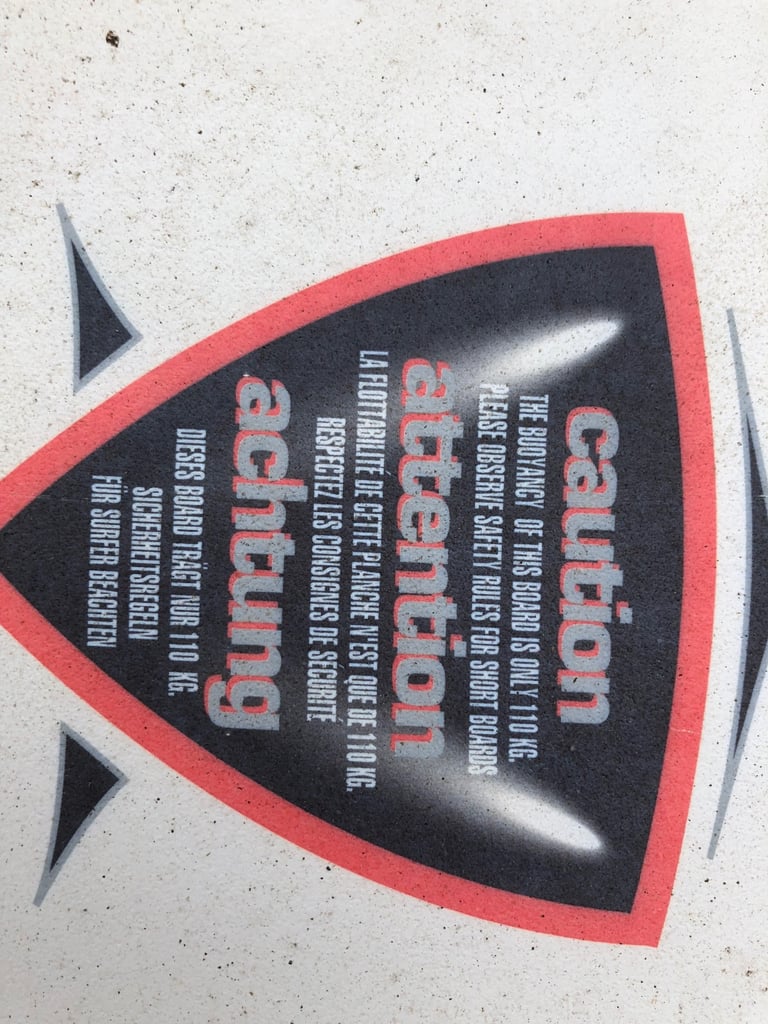 caution
THE BUOYANCY OF THIS BOARD IS ONLY 110 KG.
PLEASE OBSERVE SAFETY RULES FOR SHORT BOARDS
attention
LA FLOTTABILITÉ DE CETTE PLANCHE N'EST QUE DE 110 KG.
RESPECTEZ LES CONSIGNES DE SECURITÉ
achtung
DIESES BOARD TRÄGT NUR 110 KG.
SICHERHEITSREGELN
FÜR SURFER BEACHTEN